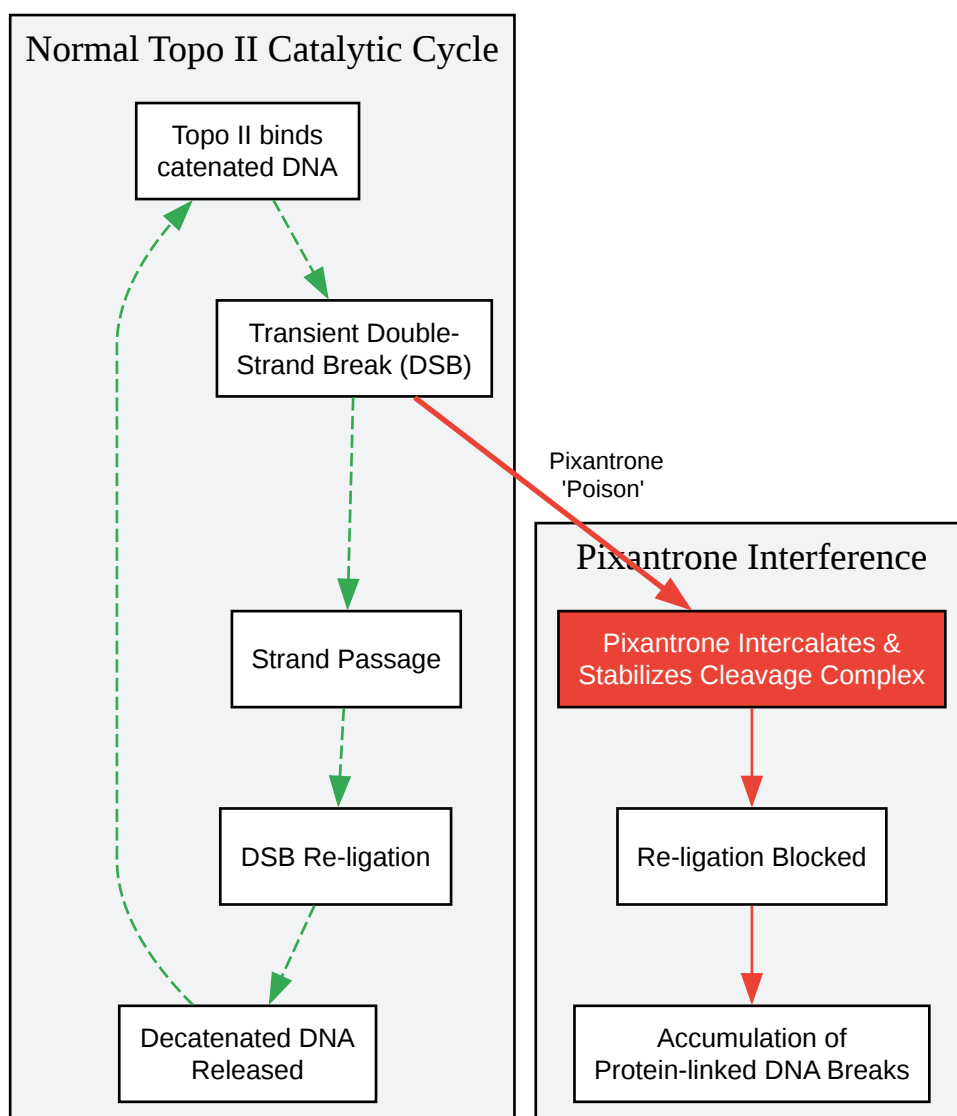 Normal Topo II Catalytic Cycle
Topo II binds
catenated DNA
Transient Double-
Strand Break (DSB)
Strand Passage
DSB Re-ligation
Decatenated DNA
Released
Pixantrone
'Poison'
Pixantrone Interference
Pixantrone Intercalates &
Stabilizes Cleavage Complex
Re-ligation Blocked
Accumulation of
Protein-linked DNA Breaks